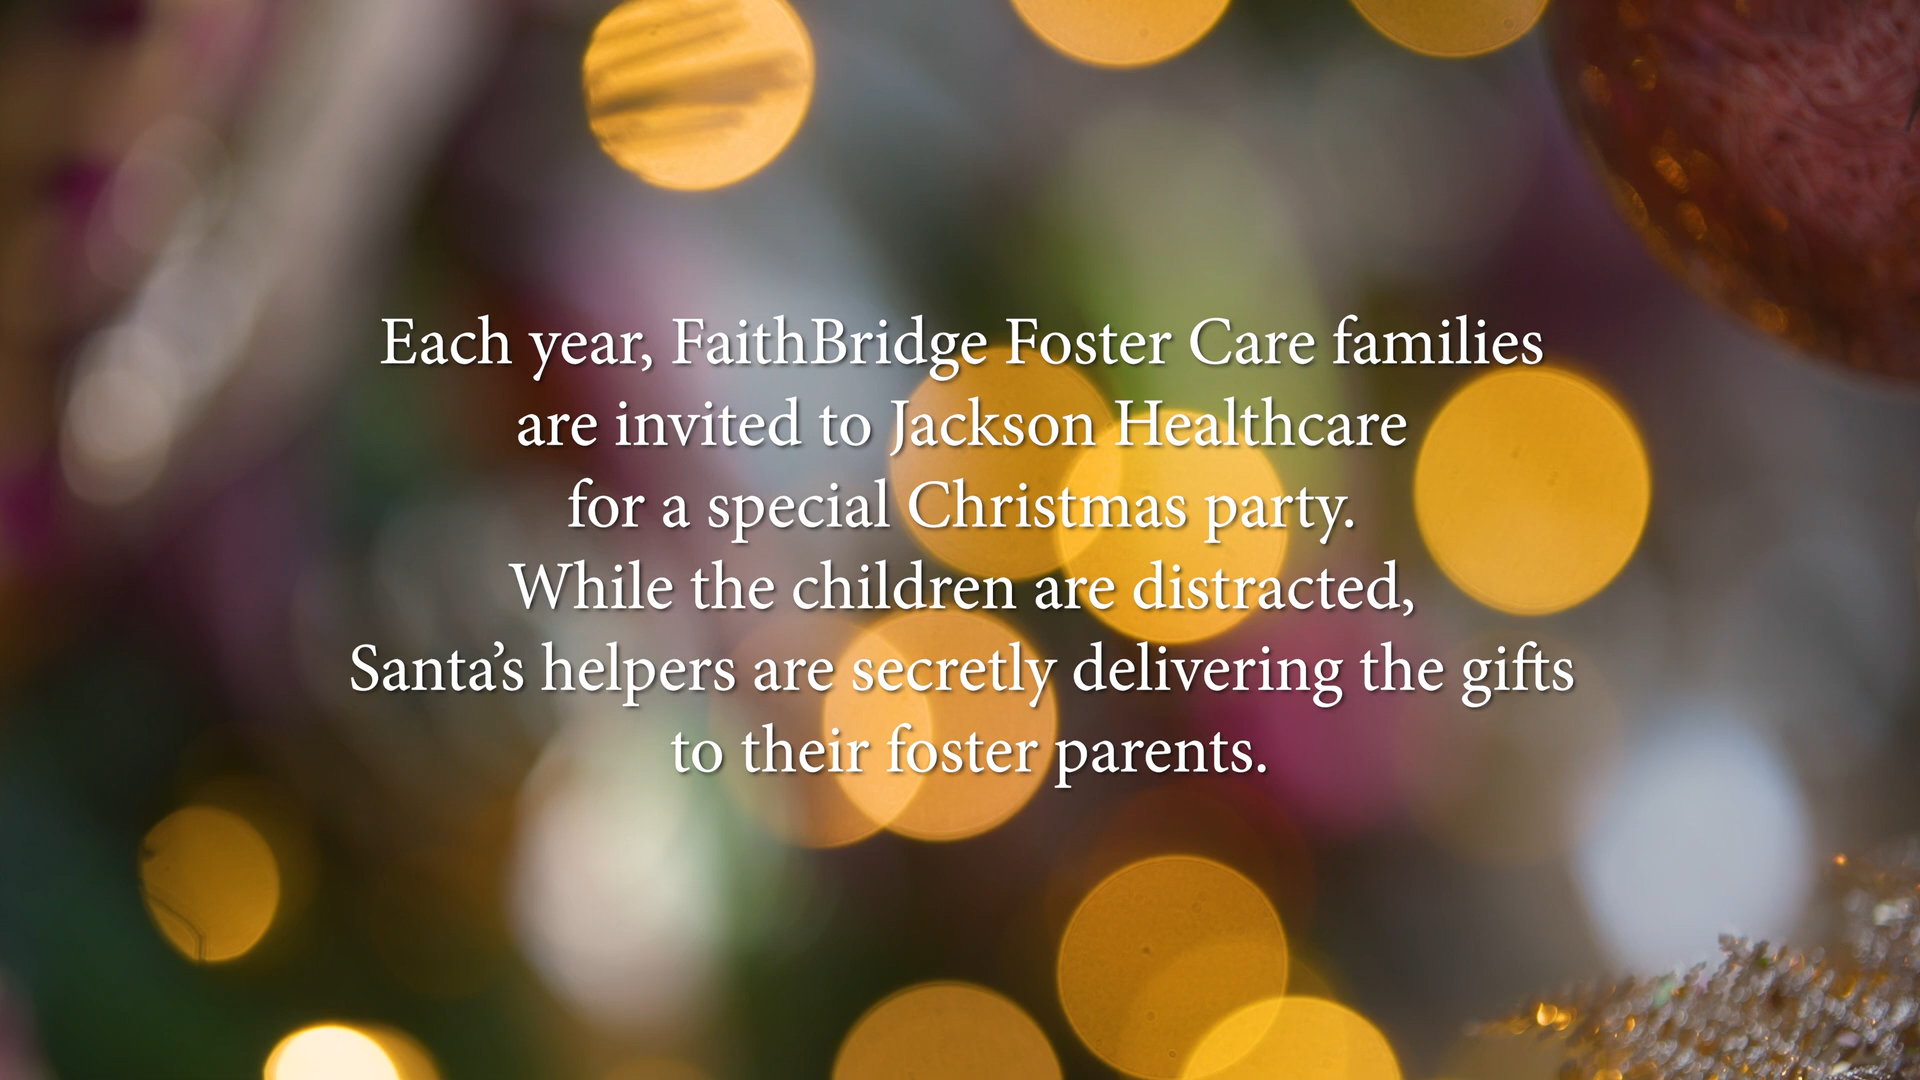 Each year, FaithBridge Foster Care families
are invited to Jackson Healthcare
for a special Christmas party.
While the children are distracted,
Santa’s helpers are secretly delivering the gifts
to their foster parents.